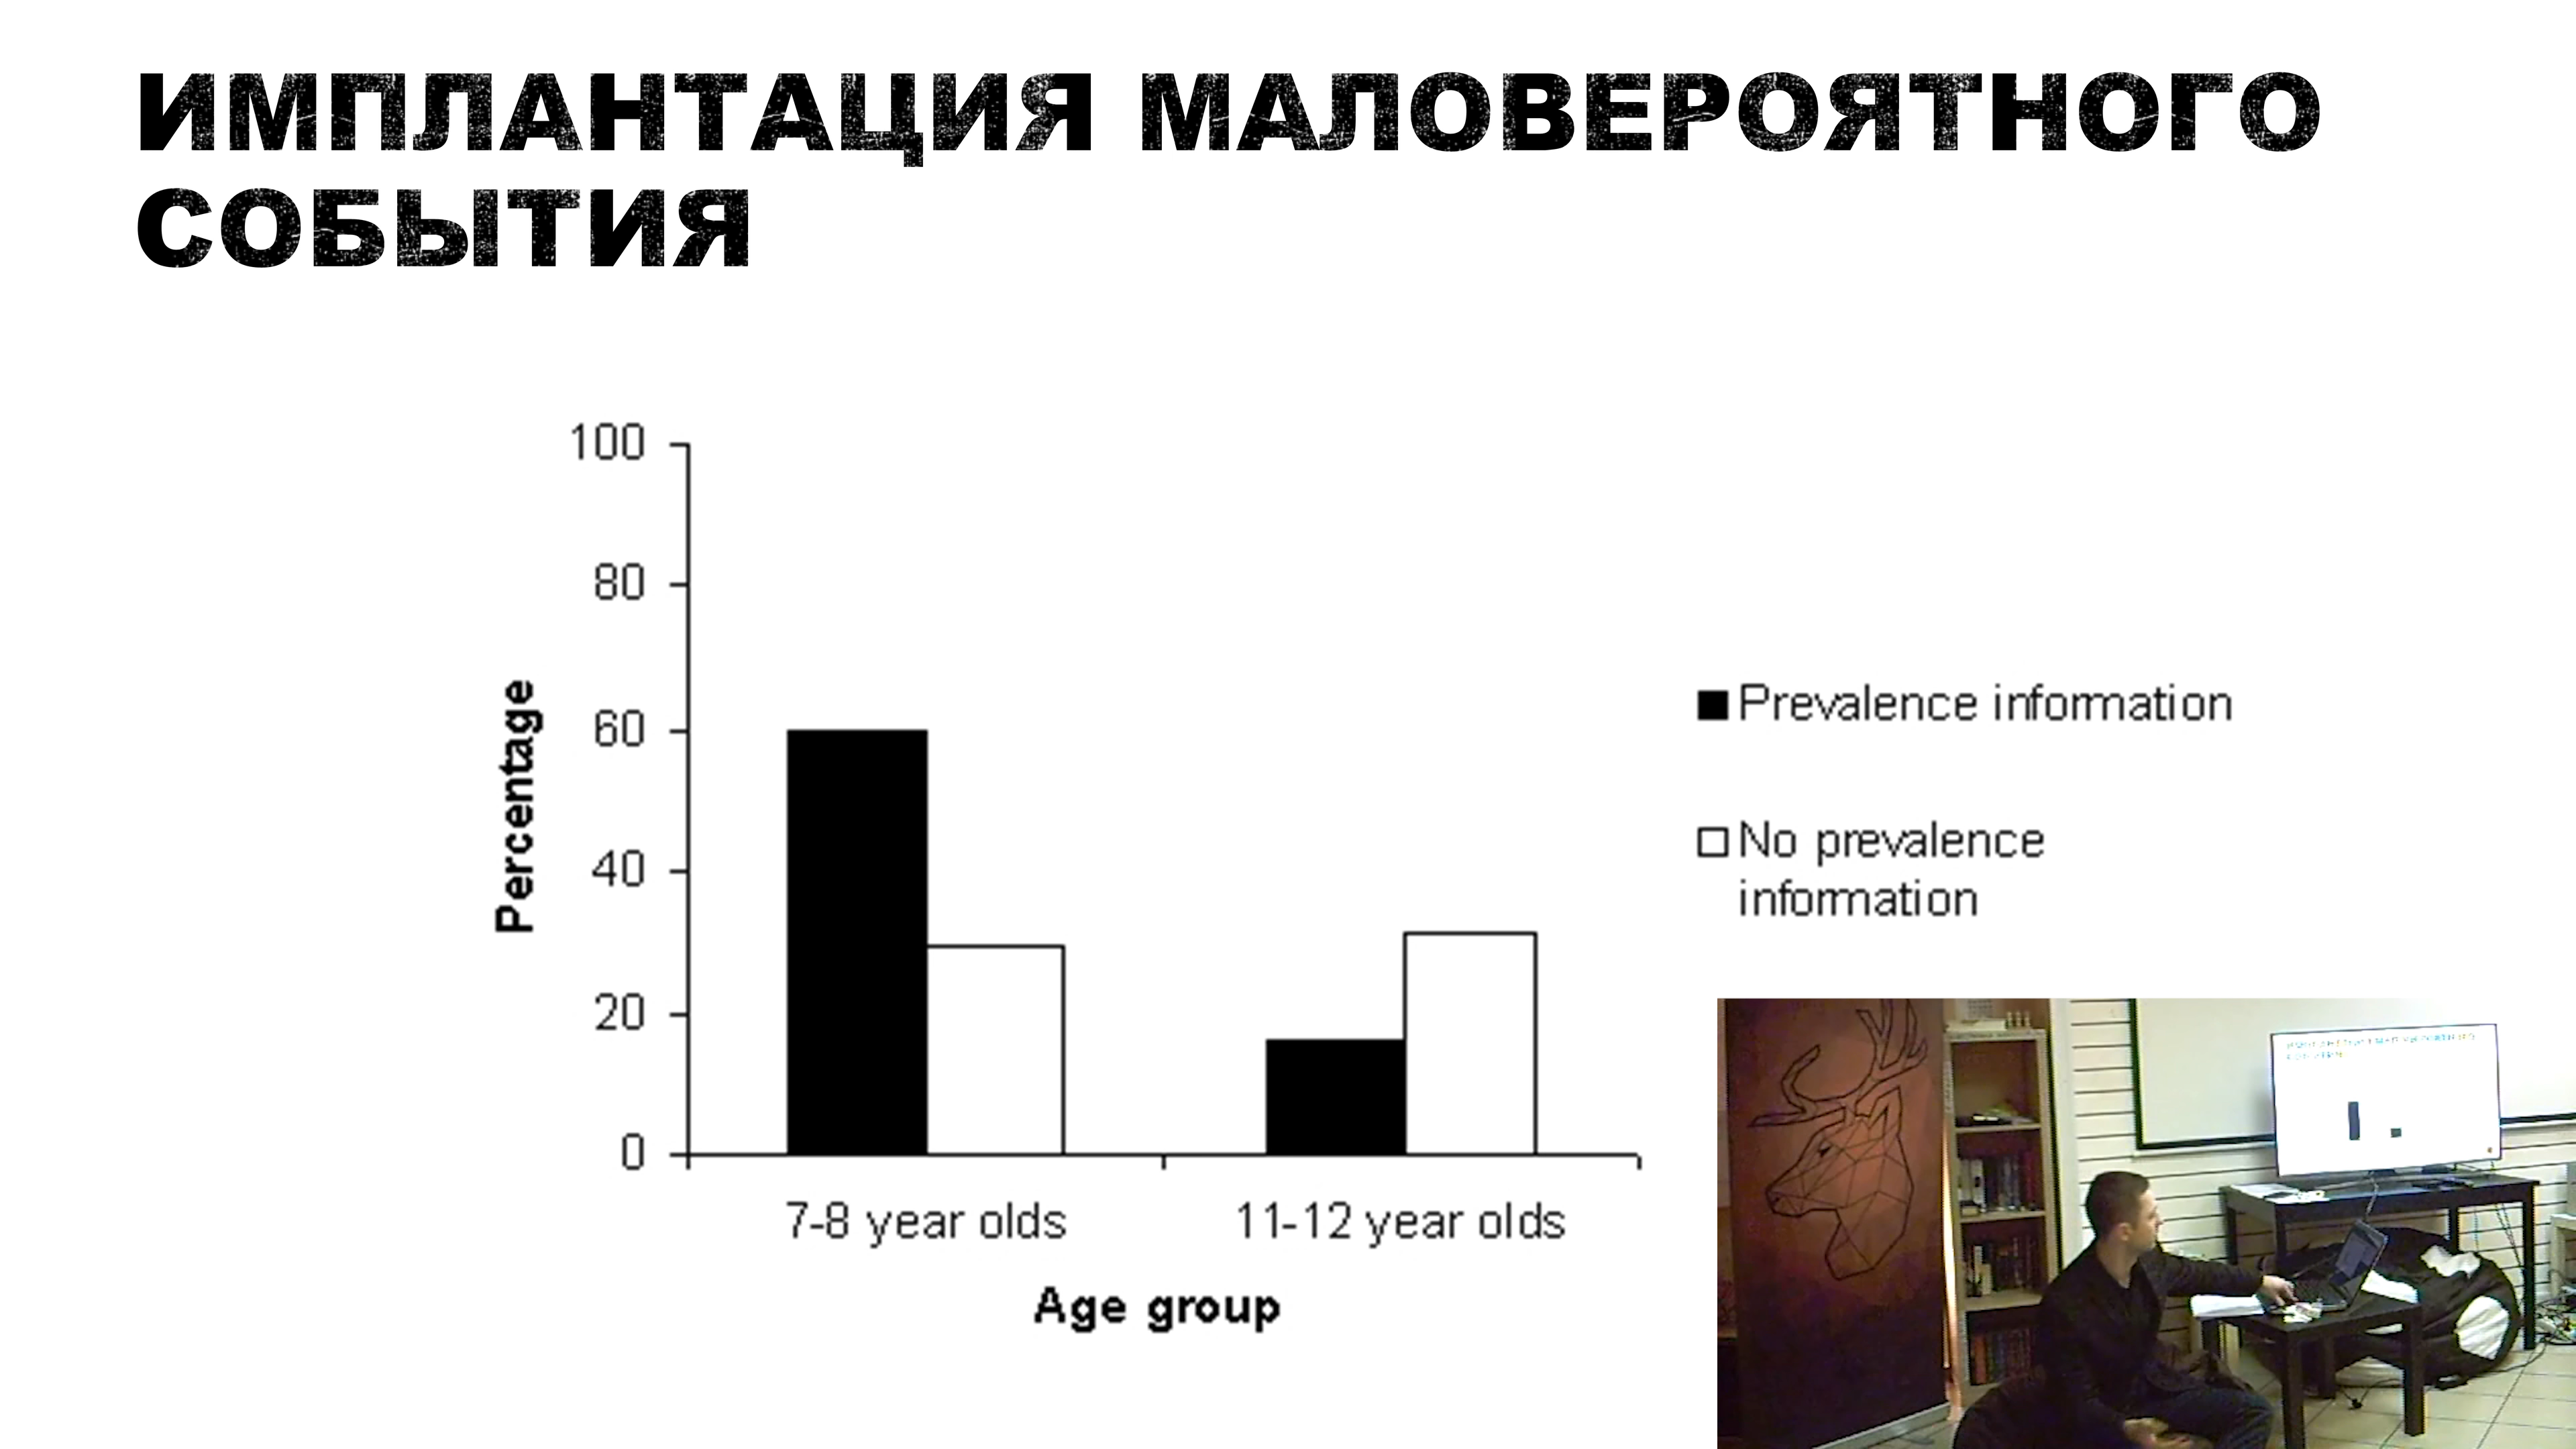 ИМПЛАНТАЦИЯ МАЛОВЕРОЯТНОГО
СОБЫТИЯ
100
80
60
40
20
0
Percentage
7-8 year olds
11-12 year olds
Age group
Prevalence information
No prevalence
information